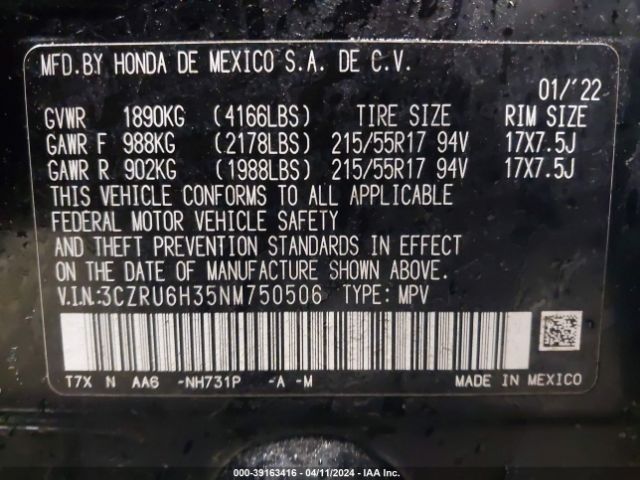 MFD.BY HONDA DE MEXICO S.A. DE C.V.
01/'22
GVWR 1890KG (4166LBS) TIRE SIZE RIM SIZE
GAWR F 988KG (2178LBS) 215/55R17 94V 17X7.5J
GAWR R 902KG (1988LBS) 215/55R17 94V 17X7.5J
THIS VEHICLE CONFORMS TO ALL APPLICABLE
FEDERAL MOTOR VEHICLE SAFETY
AND THEFT PREVENTION STANDARDS IN EFFECT
ON THE DATE OF MANUFACTURE SHOWN ABOVE.
V.I.N:3CZRU6H35NM750506 TYPE: MPV
T7X N AA6 -NH731P -A -M MADE IN MEXICO
000-39163416 - 04/11/2024 - IAA Inc.